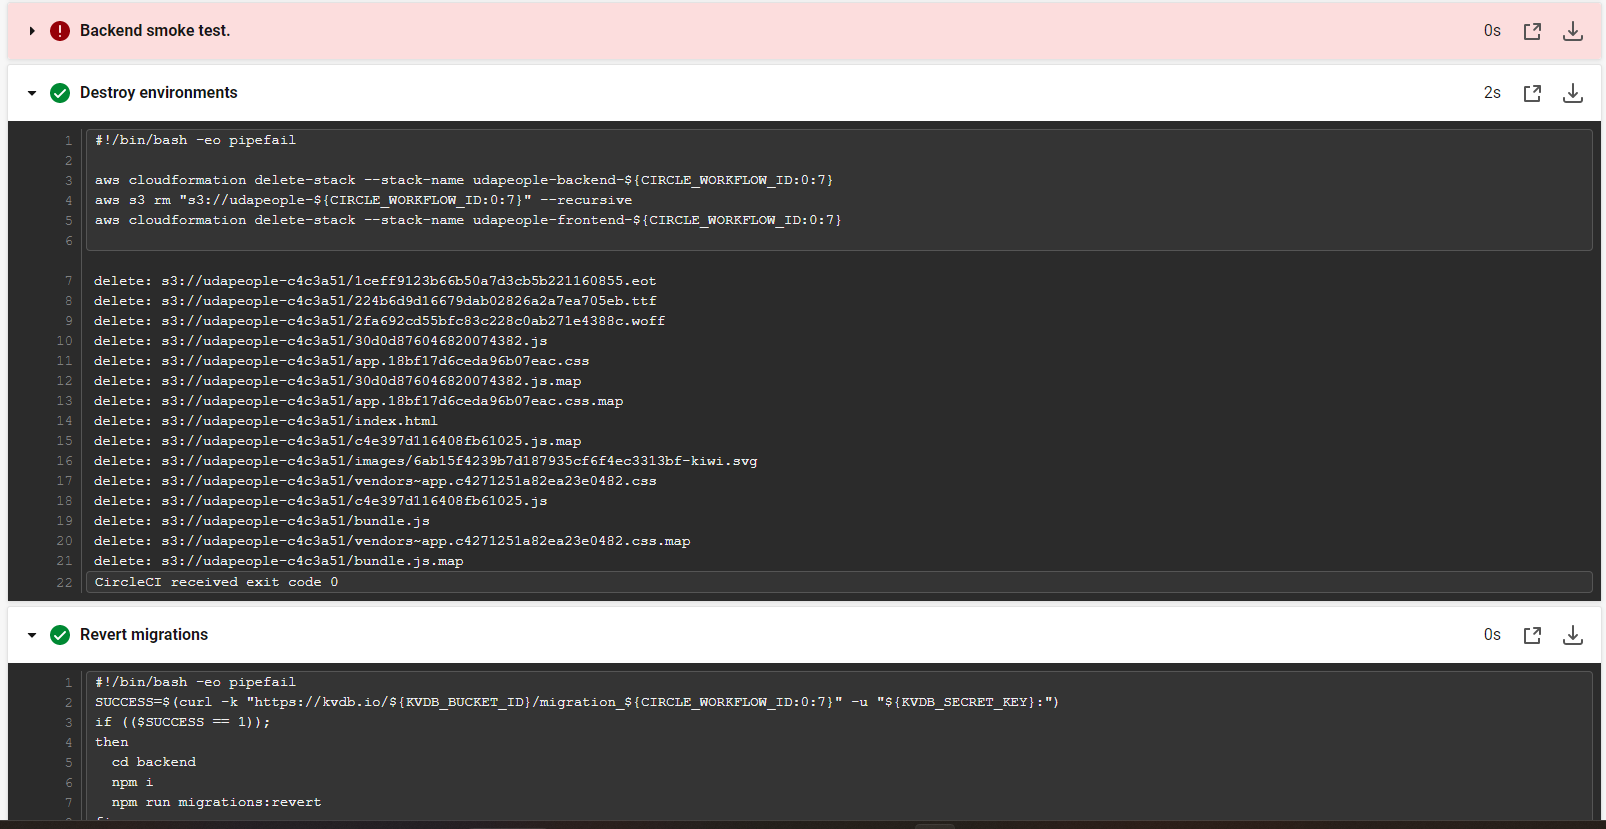 Backend smoke test.
0s
Destroy environments
2s
1 #!/bin/bash -eo pipefail
2
3 aws cloudformation delete-stack --stack-name udapeople-backend-${CIRCLE_WORKFLOW_ID:0:7}
4 aws s3 rm "s3://udapeople-${CIRCLE_WORKFLOW_ID:0:7}" --recursive
5 aws cloudformation delete-stack --stack-name udapeople-frontend-${CIRCLE_WORKFLOW_ID:0:7}
6
7 delete: s3://udapeople-c4c3a51/1ceff9123b66b50a7d3cb5b221160855.eot
8 delete: s3://udapeople-c4c3a51/224b6d9d16679dab02826a2a7ea705eb.ttf
9 delete: s3://udapeople-c4c3a51/2fa692cd55bfc83c228c0ab271e4388c.woff
10 delete: s3://udapeople-c4c3a51/30d0d876046820074382.js
11 delete: s3://udapeople-c4c3a51/app.18bf17d6ceda96b07eac.css
12 delete: s3://udapeople-c4c3a51/30d0d876046820074382.js.map
13 delete: s3://udapeople-c4c3a51/app.18bf17d6ceda96b07eac.css.map
14 delete: s3://udapeople-c4c3a51/index.html
15 delete: s3://udapeople-c4c3a51/c4e397d116408fb61025.js.map
16 delete: s3://udapeople-c4c3a51/images/6ab15f4239b7d187935cf6f4ec3313bf-kiwi.svg
17 delete: s3://udapeople-c4c3a51/vendors~app.c4271251a82ea23e0482.css
18 delete: s3://udapeople-c4c3a51/c4e397d116408fb61025.js
19 delete: s3://udapeople-c4c3a51/bundle.js
20 delete: s3://udapeople-c4c3a51/vendors~app.c4271251a82ea23e0482.css.map
21 delete: s3://udapeople-c4c3a51/bundle.js.map
22 CircleCI received exit code 0
Revert migrations
0s
1 #!/bin/bash -eo pipefail
2 SUCCESS=$(curl -k "https://kvdb.io/${KVDB_BUCKET_ID}/migration_${CIRCLE_WORKFLOW_ID:0:7}" -u "${KVDB_SECRET_KEY}:")
3 if (($SUCCESS == 1));
4 then
5 cd backend
6 npm i
7 npm run migrations:revert